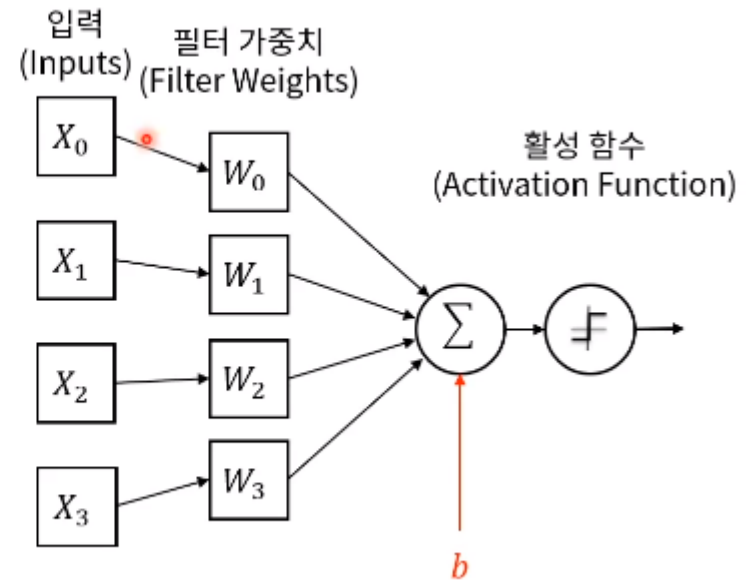 입력
(Inputs)
필터 가중치
(Filter Weights)
활성 함수
(Activation Function)
X₀
W₀
X₁
W₁
∑
X₂
W₂
X₃
W₃
b